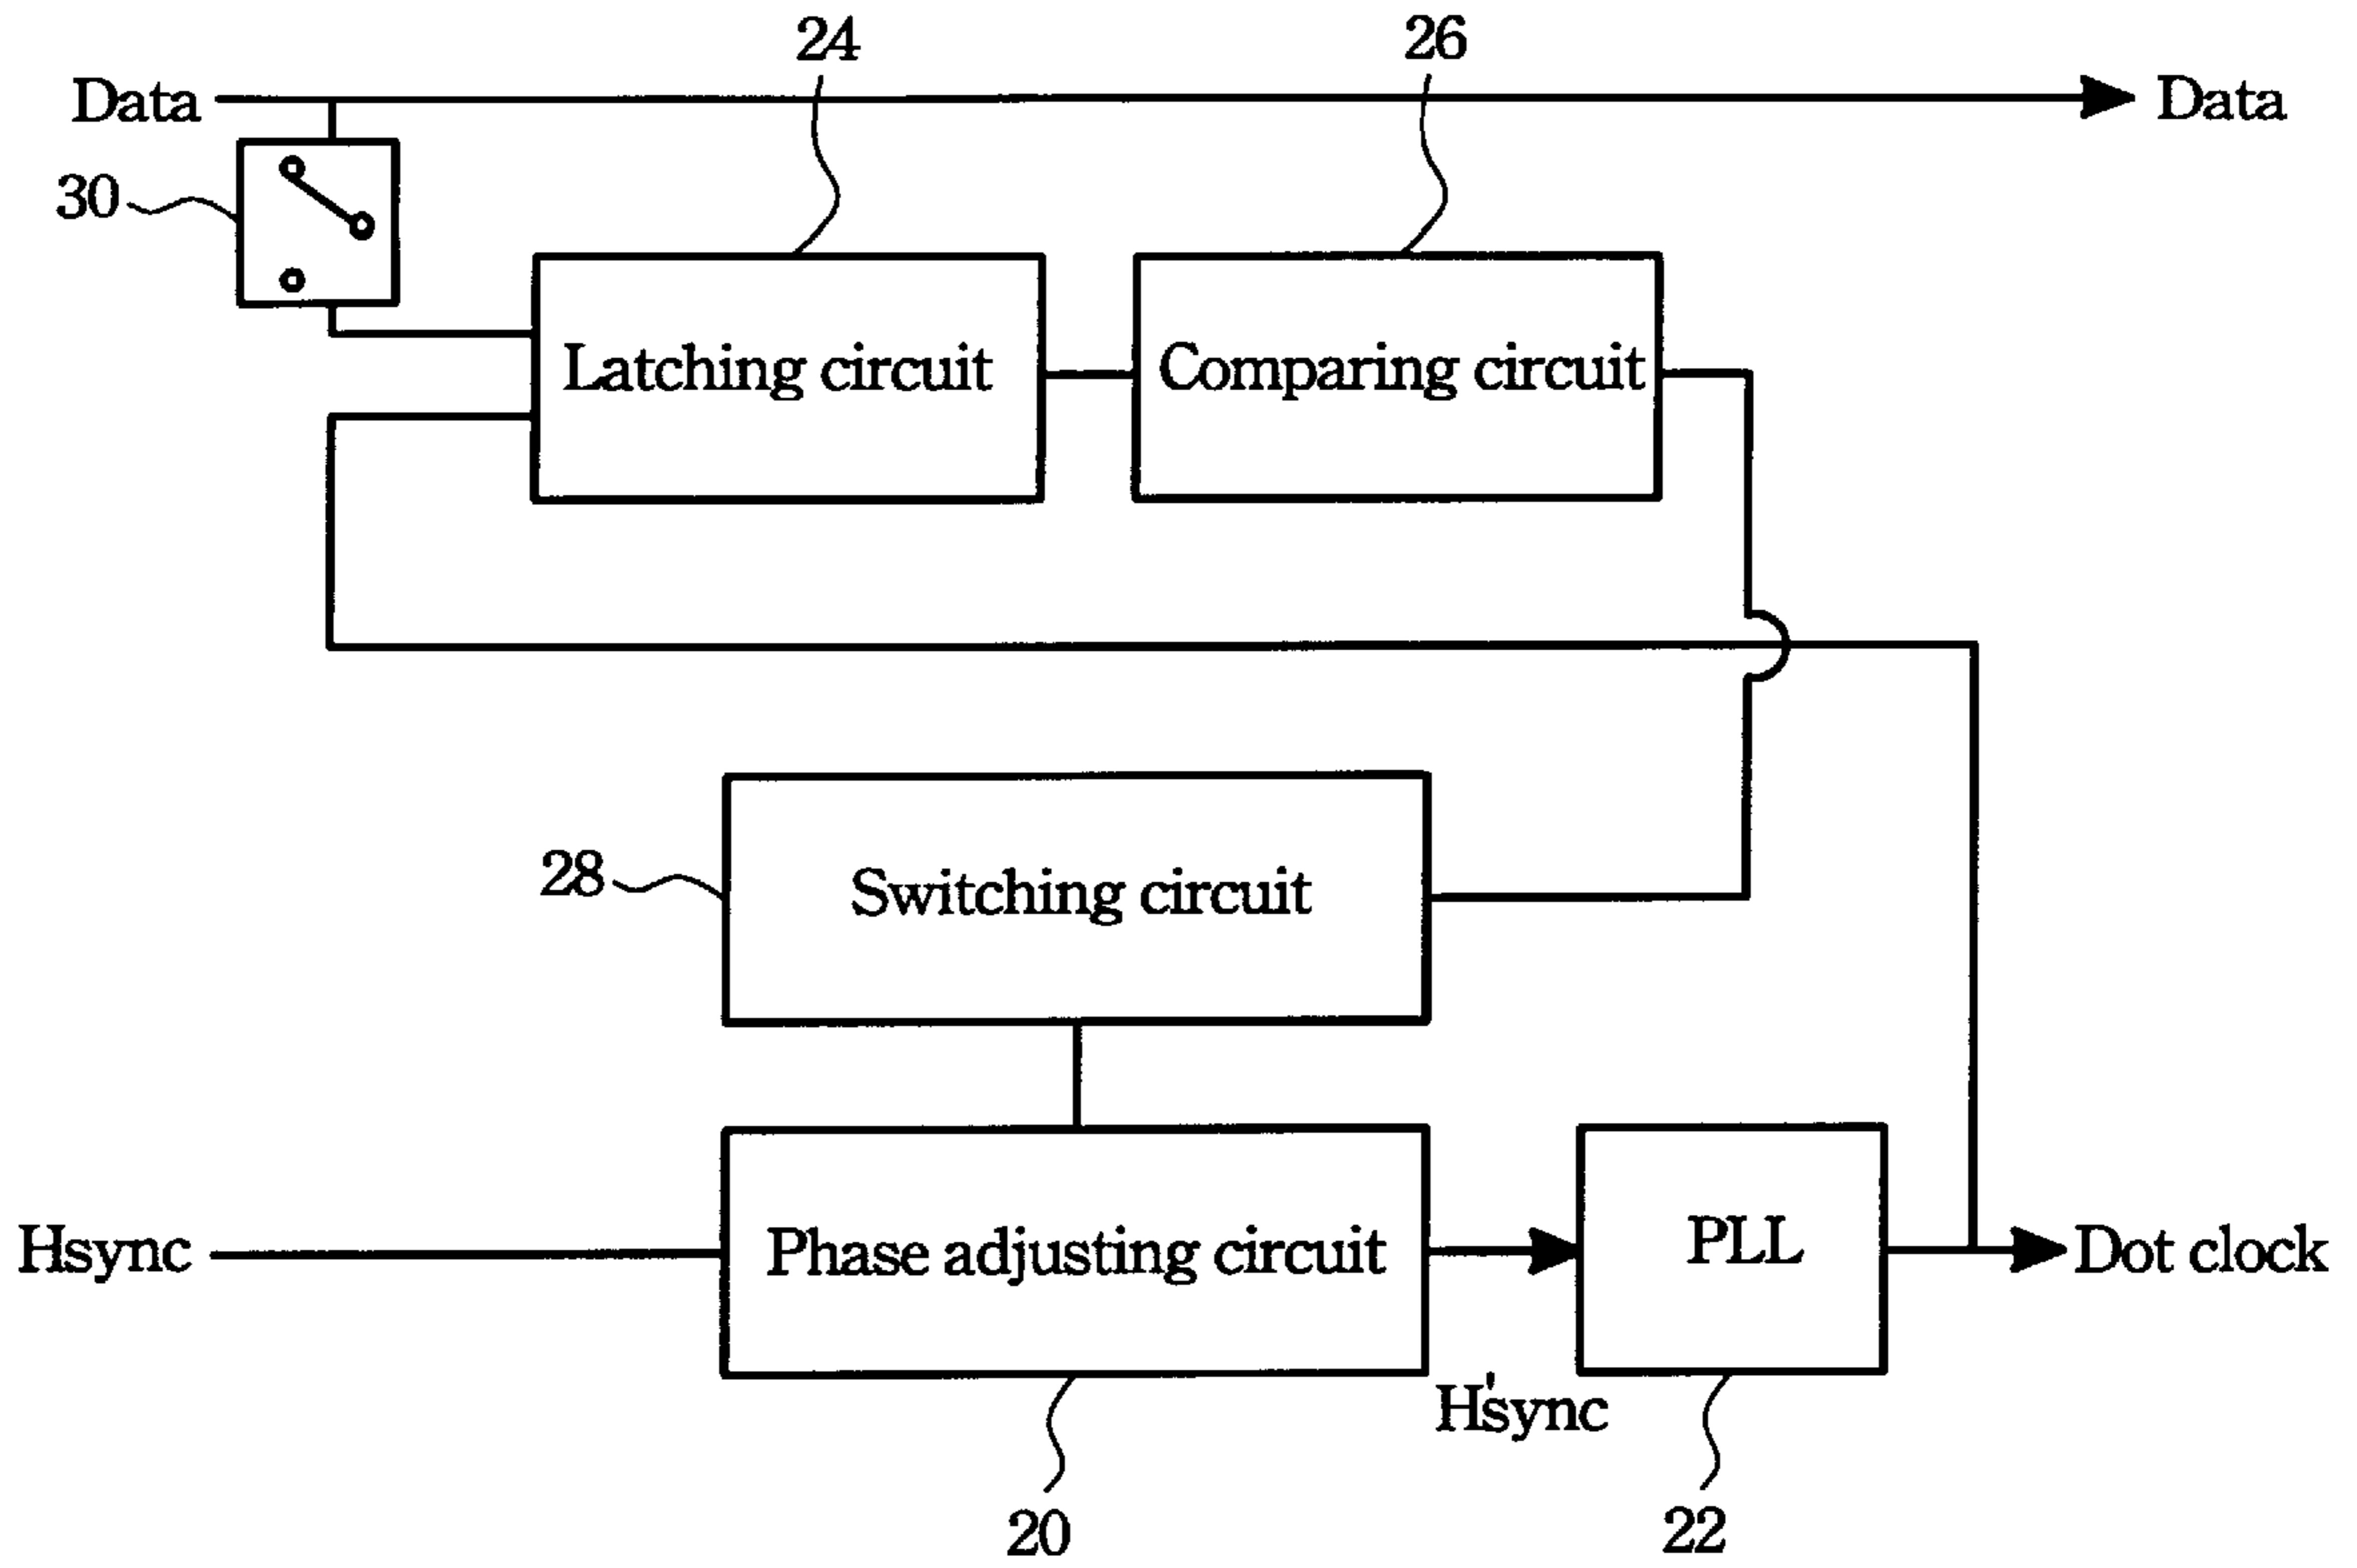 24
26
Data
Data
30
Latching circuit
Comparing circuit
28
Switching circuit
Hsync
Phase adjusting circuit
PLL
Dot clock
H'sync
20
22